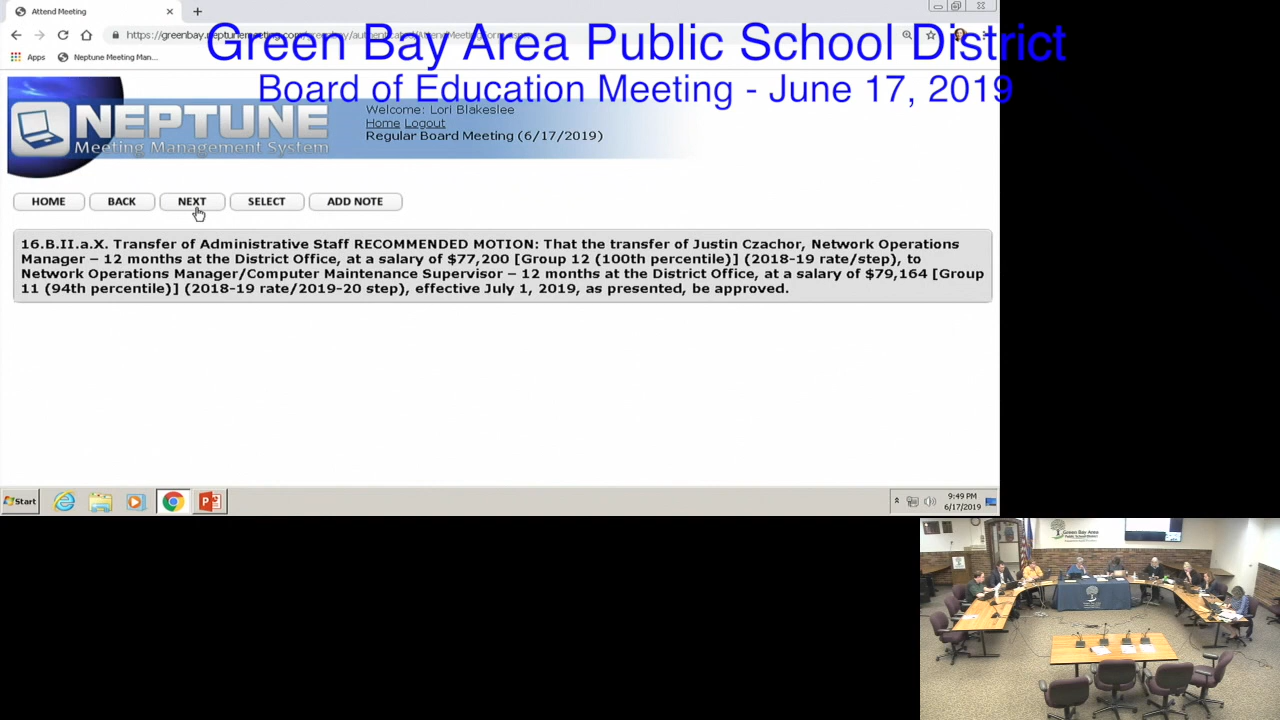 Attend Meeting
Green Bay Area Public School District
Apps
Neptune Meeting Man...
Board of Education Meeting - June 17, 2019
NEPTUNE
Meeting Management System
Welcome: Lori Blakeslee
Home Logout
Regular Board Meeting (6/17/2019)
HOME
BACK
NEXT
SELECT
ADD NOTE
16.B.II.a.X. Transfer of Administrative Staff RECOMMENDED MOTION: That the transfer of Justin Czachor, Network Operations
Manager – 12 months at the District Office, at a salary of $77,200 [Group 12 (100th percentile)] (2018-19 rate/step), to
Network Operations Manager/Computer Maintenance Supervisor – 12 months at the District Office, at a salary of $79,164 [Group
11 (94th percentile)] (2018-19 rate/2019-20 step), effective July 1, 2019, as presented, be approved.
Start
9:49 PM
6/17/2019
Green Bay Area
Public School District